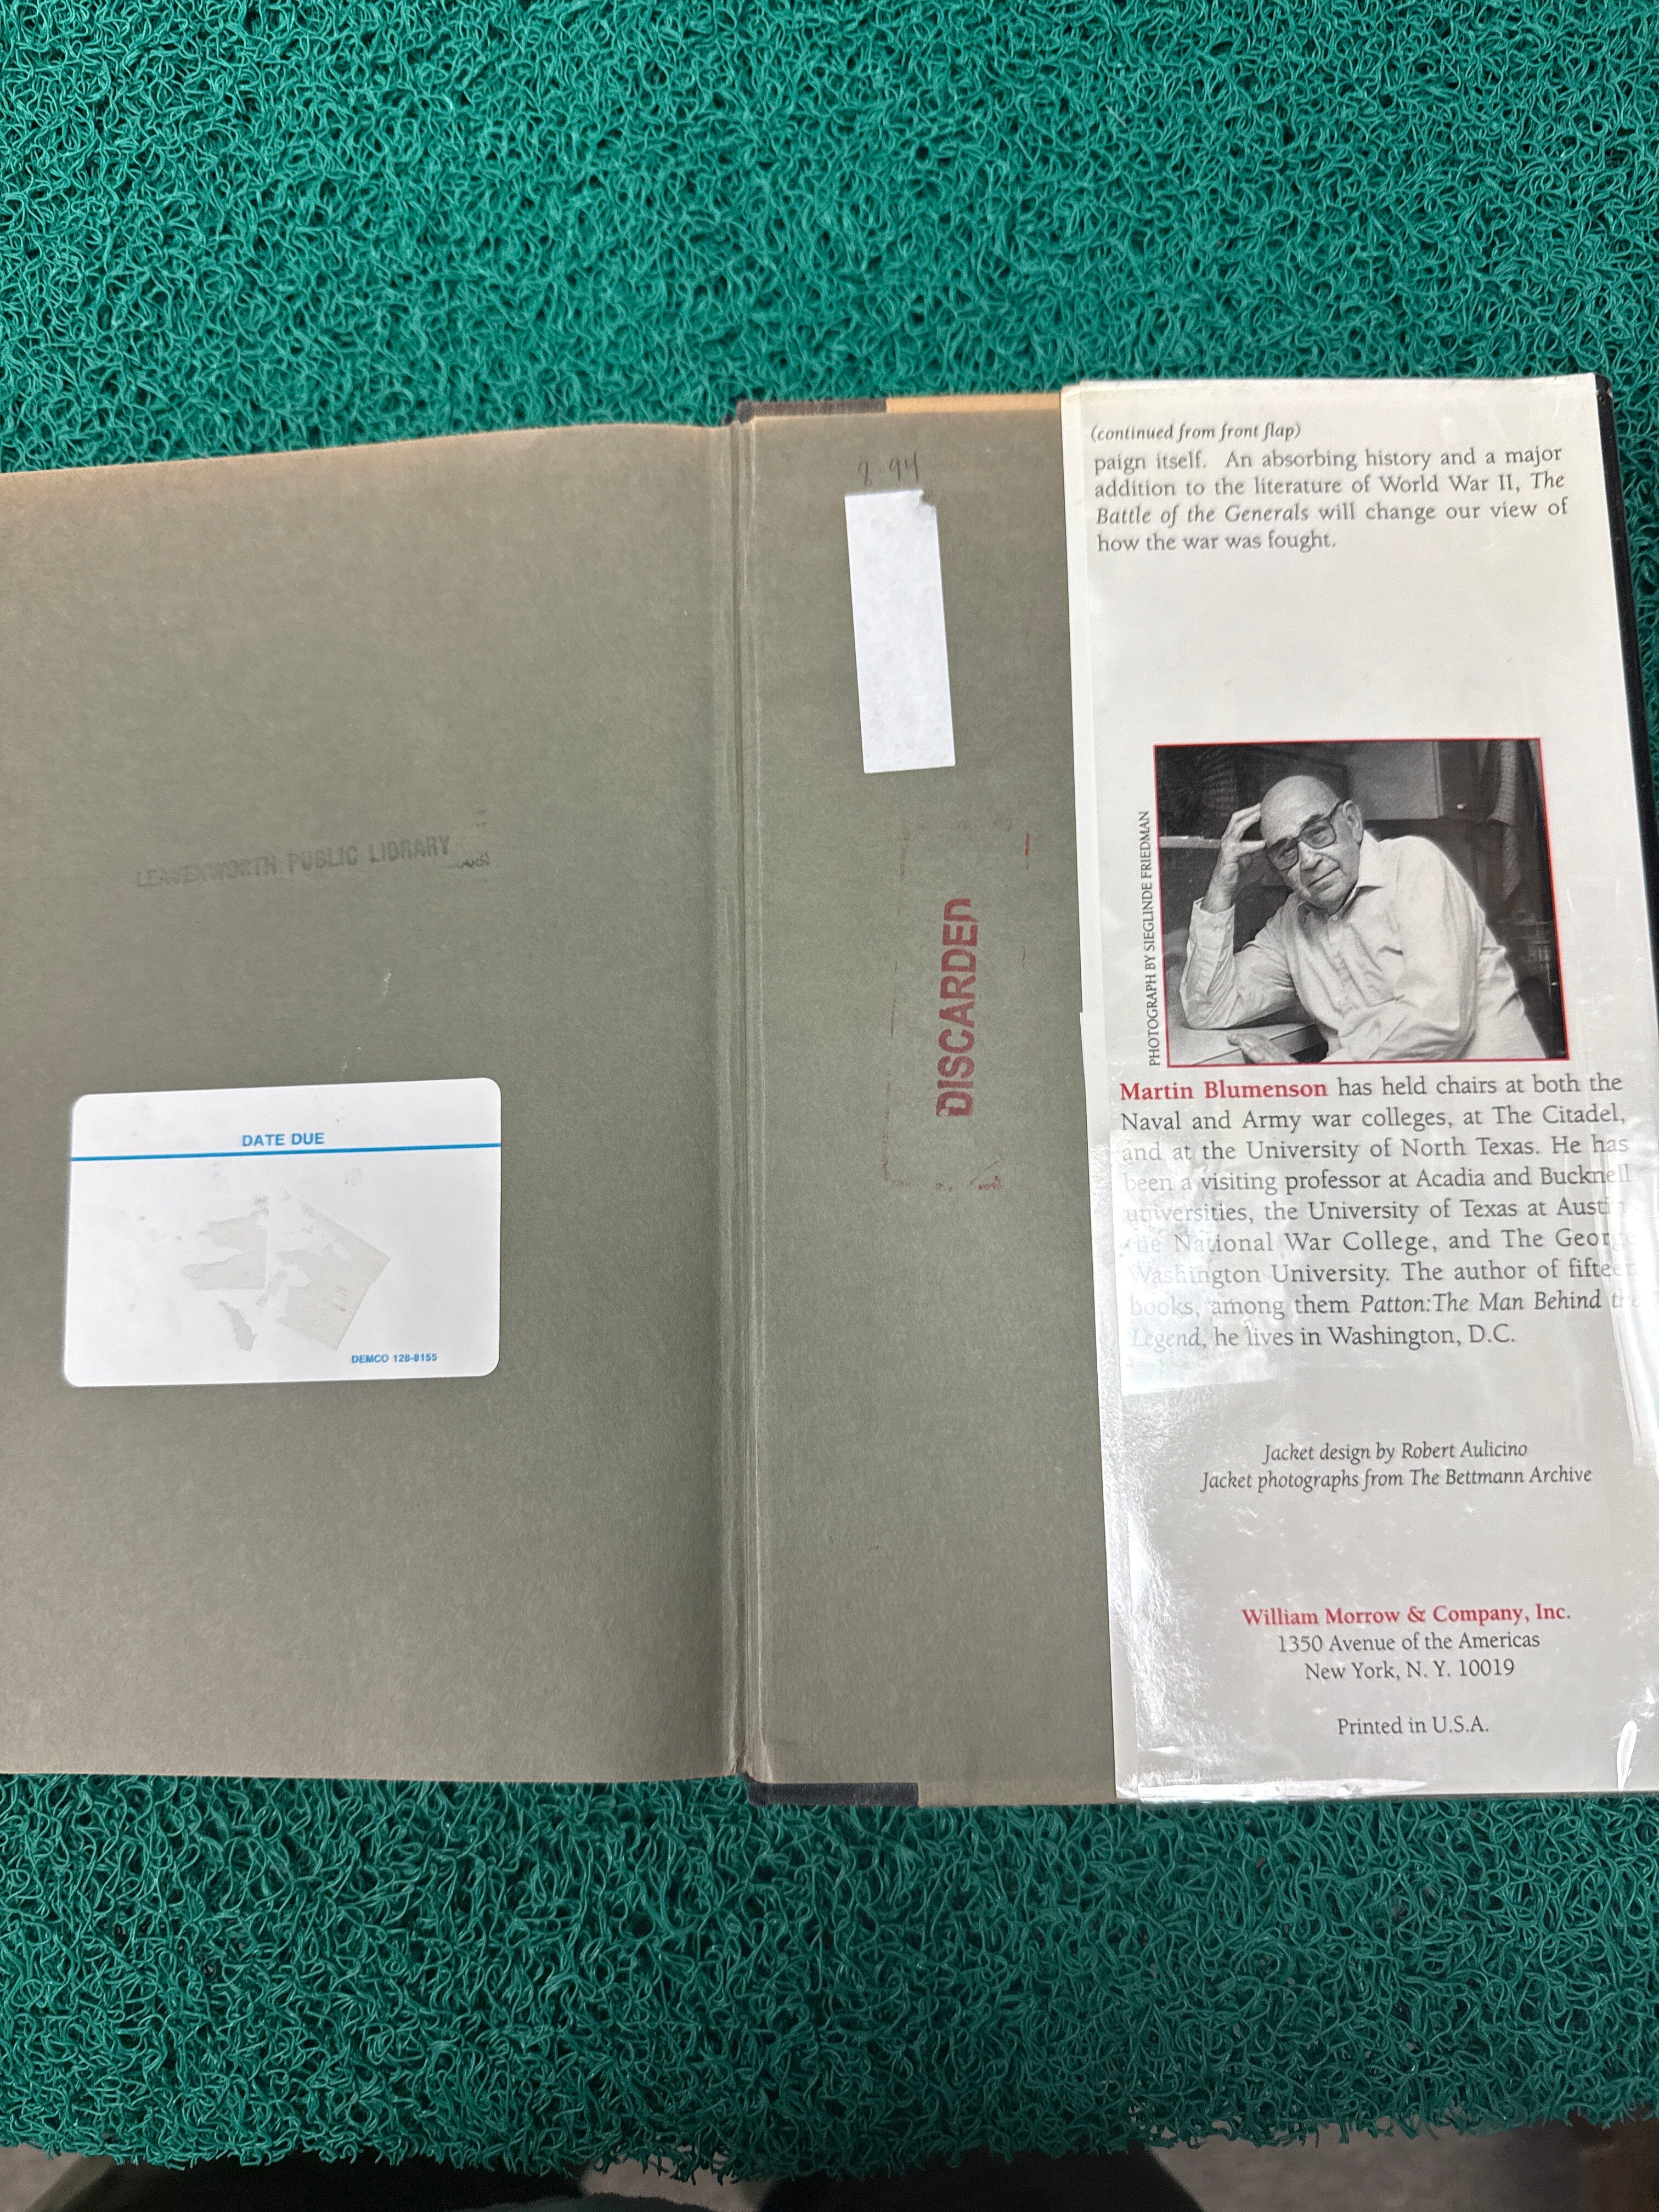 LEAVENWORTH PUBLIC LIBRARY
DATE DUE
DEMCO 128-8155
DISCARDED
(continued from front flap)
paign itself. An absorbing history and a major
addition to the literature of World War II, The
Battle of the Generals will change our view of
how the war was fought.
PHOTOGRAPH BY SIEGLINDE FRIEDMAN
Martin Blumenson has held chairs at both the
Naval and Army war colleges, at The Citadel,
and at the University of North Texas. He has
been a visiting professor at Acadia and Bucknell
universities, the University of Texas at Austin
the National War College, and The George
Washington University. The author of fifteen
books, among them Patton:The Man Behind the
Legend, he lives in Washington, D.C.
Jacket design by Robert Aulicino
Jacket photographs from The Bettmann Archive
William Morrow & Company, Inc.
1350 Avenue of the Americas
New York, N. Y. 10019
Printed in U.S.A.